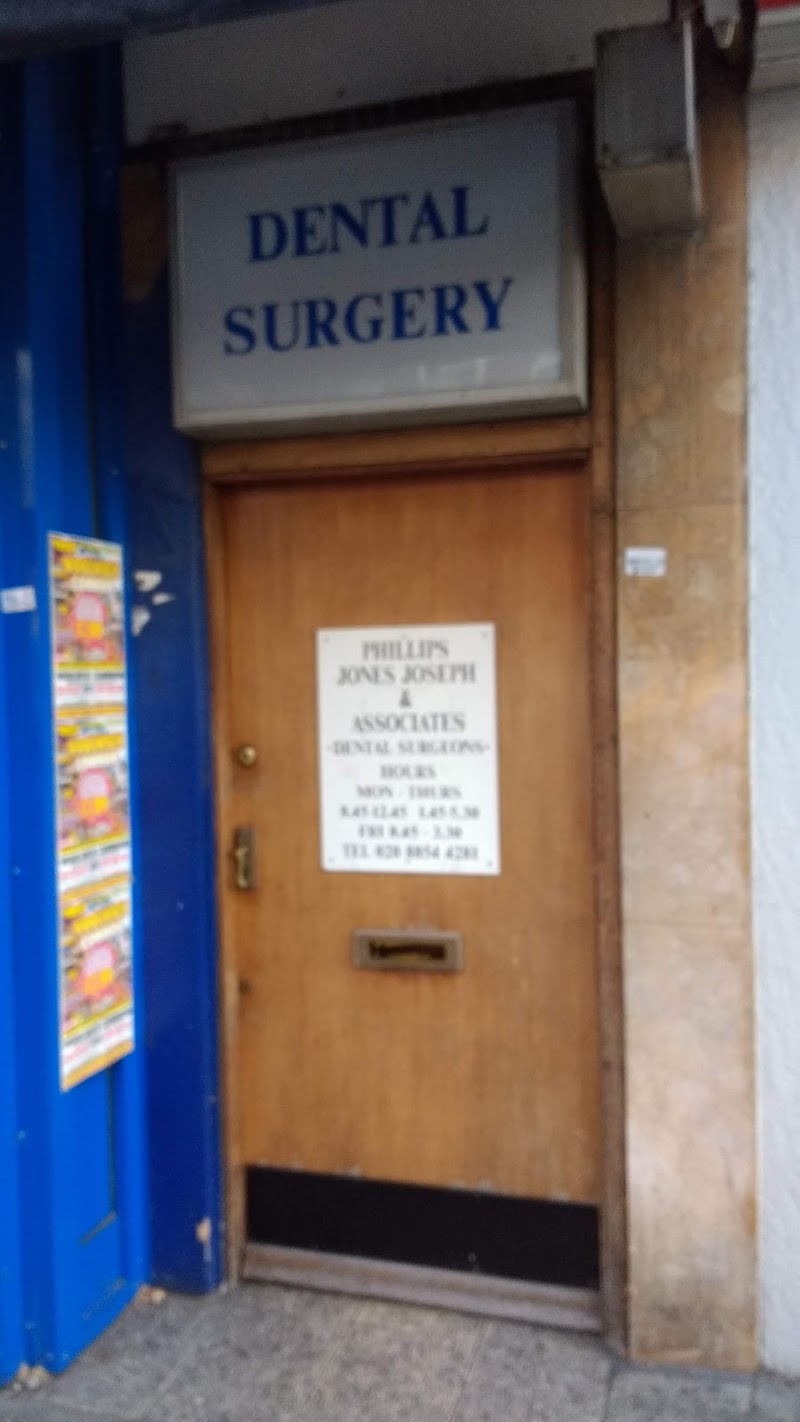 DENTAL
SURGERY
PHILLIPS
JONES JOSEPH
&
ASSOCIATES
-DENTAL SURGEONS-
HOURS
MON - THURS
8.45-12.45 1.45-5.30
FRI 8.45 - 3.30
TEL 020 8854 4281